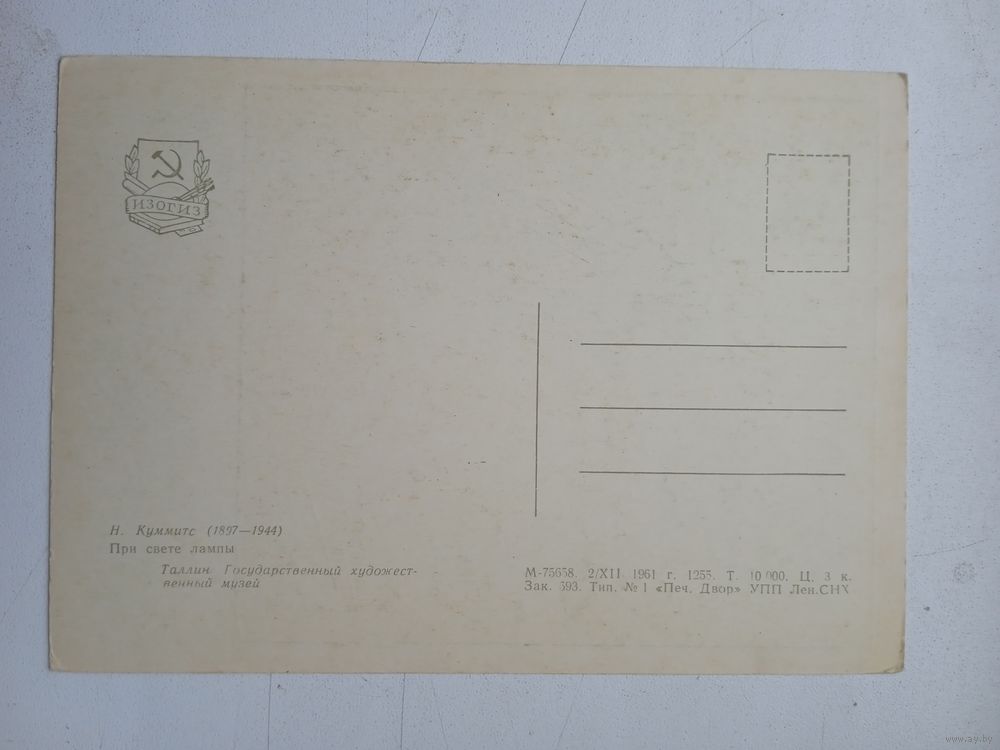 ИЗОГИЗ
Н. Куммитс (1897—1944)
При свете лампы
Таллин. Государственный художест-
венный музей
М-75658. 2/XII 1961 г. 1255. Т. 10 000. Ц. 3 к.
Зак. 593. Тип. № 1 «Печ. Двор» УПП Лен.СНХ
www.ay.by